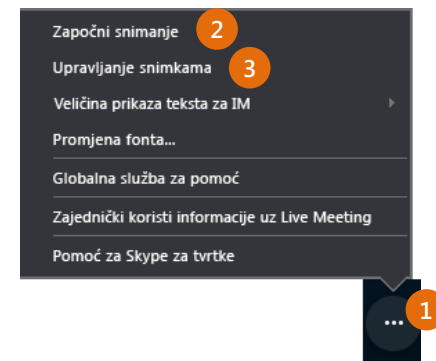 Započni snimanje 2
Upravljanje snimkama 3
Veličina prikaza teksta za IM
Promjena fonta...
Globalna služba za pomoć
Zajednički koristi informacije uz Live Meeting
Pomoć za Skype za tvrtke
... 1